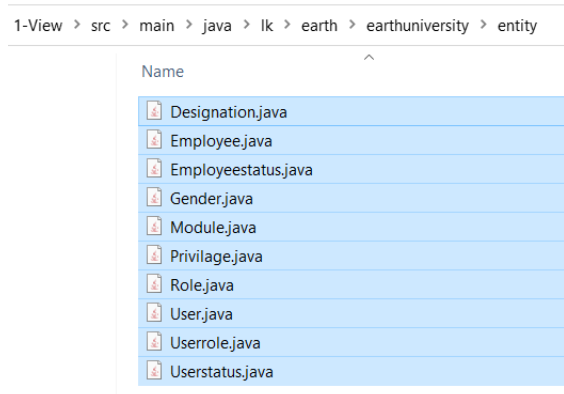 1-View > src > main > java > lk > earth > earthuniversity > entity
Name
Designation.java
Employee.java
Employeestatus.java
Gender.java
Module.java
Privilage.java
Role.java
User.java
Userrole.java
Userstatus.java